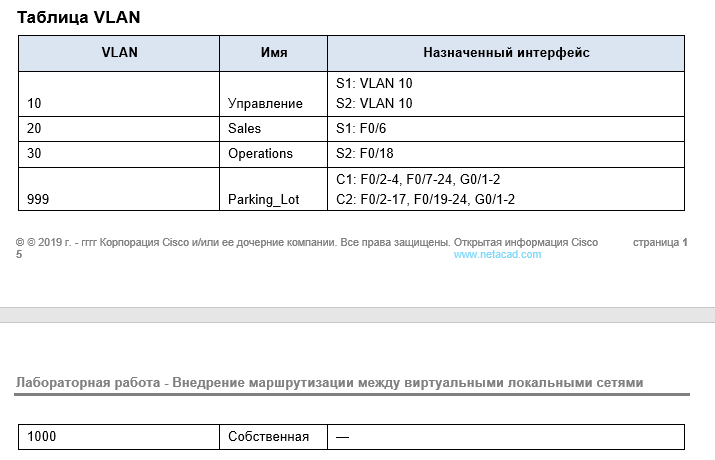 Таблица VLAN
VLAN Имя Назначенный интерфейс
S1: VLAN 10
10 Управление S2: VLAN 10
20 Sales S1: F0/6
30 Operations S2: F0/18
C1: F0/2-4, F0/7-24, G0/1-2
999 Parking_Lot C2: F0/2-17, F0/19-24, G0/1-2
© © 2019 г. - гггг Корпорация Cisco и/или ее дочерние компании. Все права защищены. Открытая информация Cisco страница 1
5 www.netacad.com
Лабораторная работа - Внедрение маршрутизации между виртуальными локальными сетями
1000 Собственная —